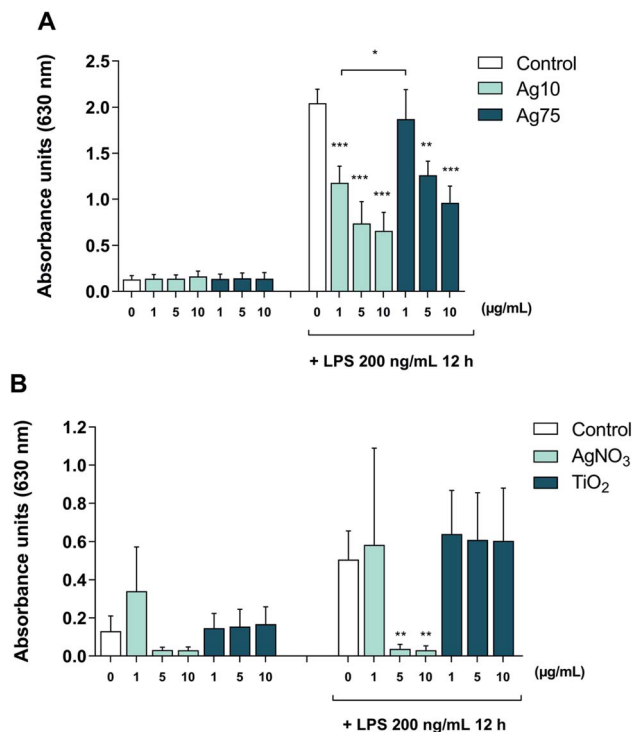 A
Absorbance units (630 nm)
2.5
2.0
1.5
1.0
0.5
0.0
*
*** *** *** ** ***
Control
Ag10
Ag75
0 1 5 10 1 5 10 0 1 5 10 1 5 10 (µg/mL)
+ LPS 200 ng/mL 12 h
B
Absorbance units (630 nm)
1.2
1.0
0.8
0.6
0.4
0.2
0.0
** **
Control
AgNO3
TiO2
0 1 5 10 1 5 10 0 1 5 10 1 5 10 (µg/mL)
+ LPS 200 ng/mL 12 h